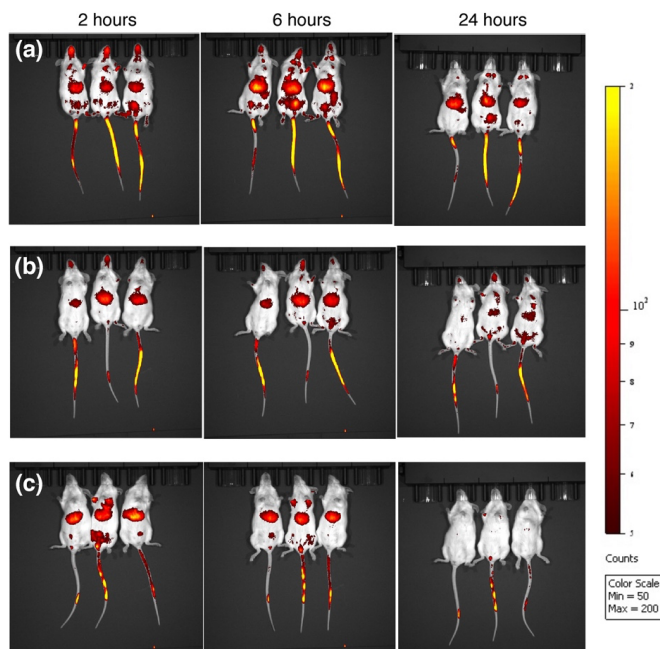 2 hours
6 hours
24 hours
(a)
(b)
(c)
2
10²
9
8
7
6
5
Counts
Color Scale
Min = 50
Max = 200